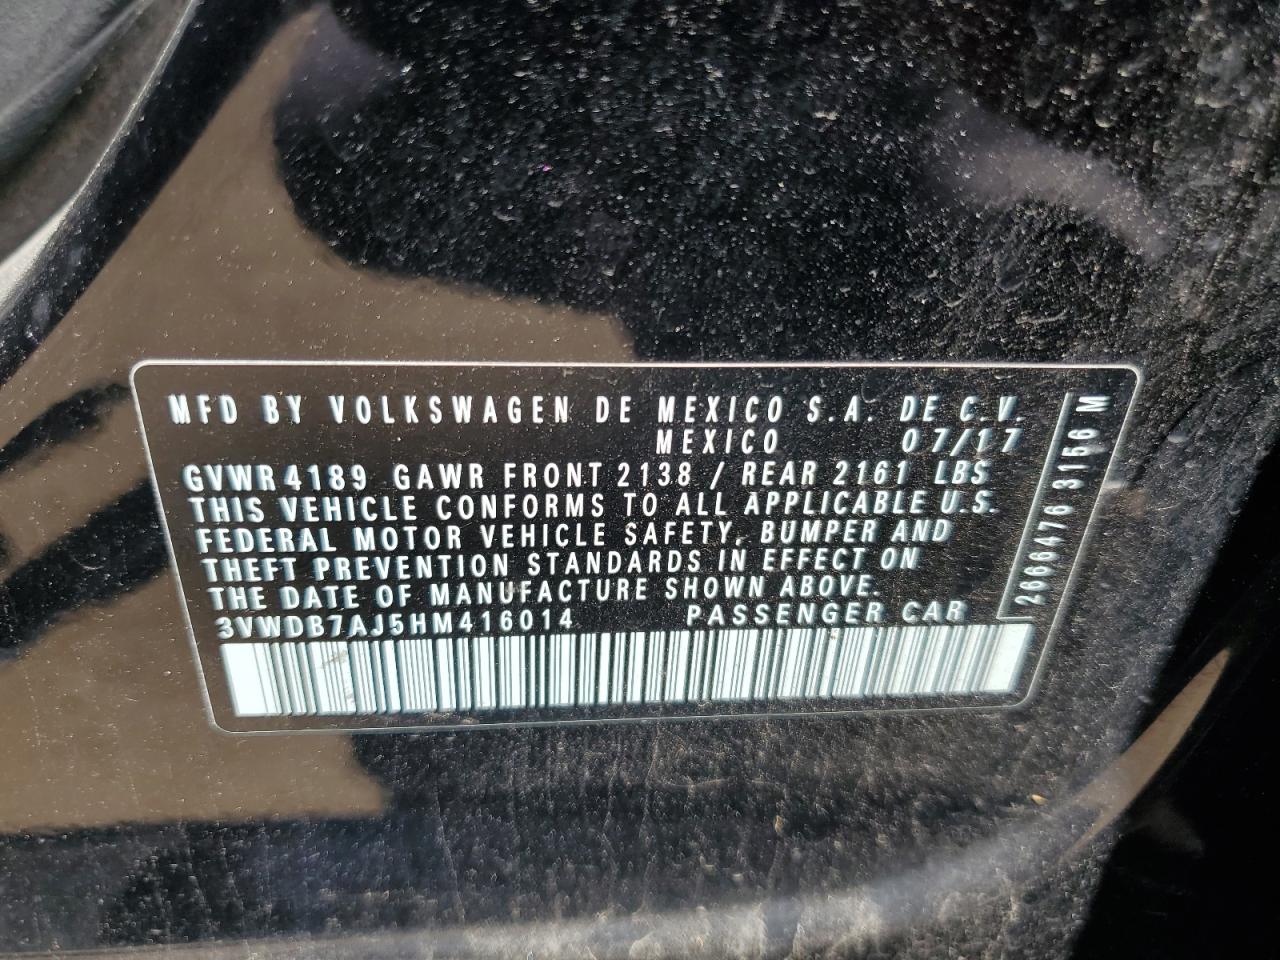 MFD BY VOLKSWAGEN DE MEXICO S.A. DE C.V.
MEXICO 07/17
GVWR 4189 GAWR FRONT 2138 / REAR 2161 LBS
THIS VEHICLE CONFORMS TO ALL APPLICABLE U.S.
FEDERAL MOTOR VEHICLE SAFETY, BUMPER AND
THEFT PREVENTION STANDARDS IN EFFECT ON
THE DATE OF MANUFACTURE SHOWN ABOVE.
3VWDB7AJ5HM416014 PASSENGER CAR
2666476 3156 M